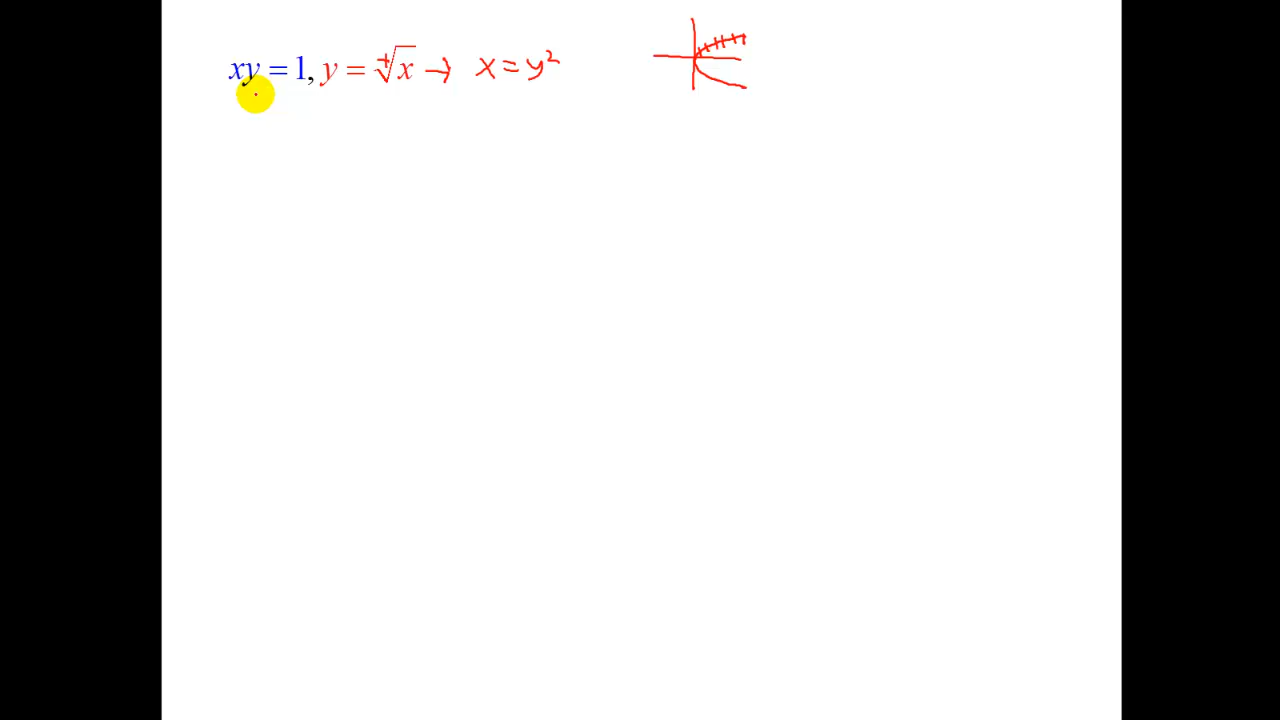 xy = 1, y = +√x → x = y²